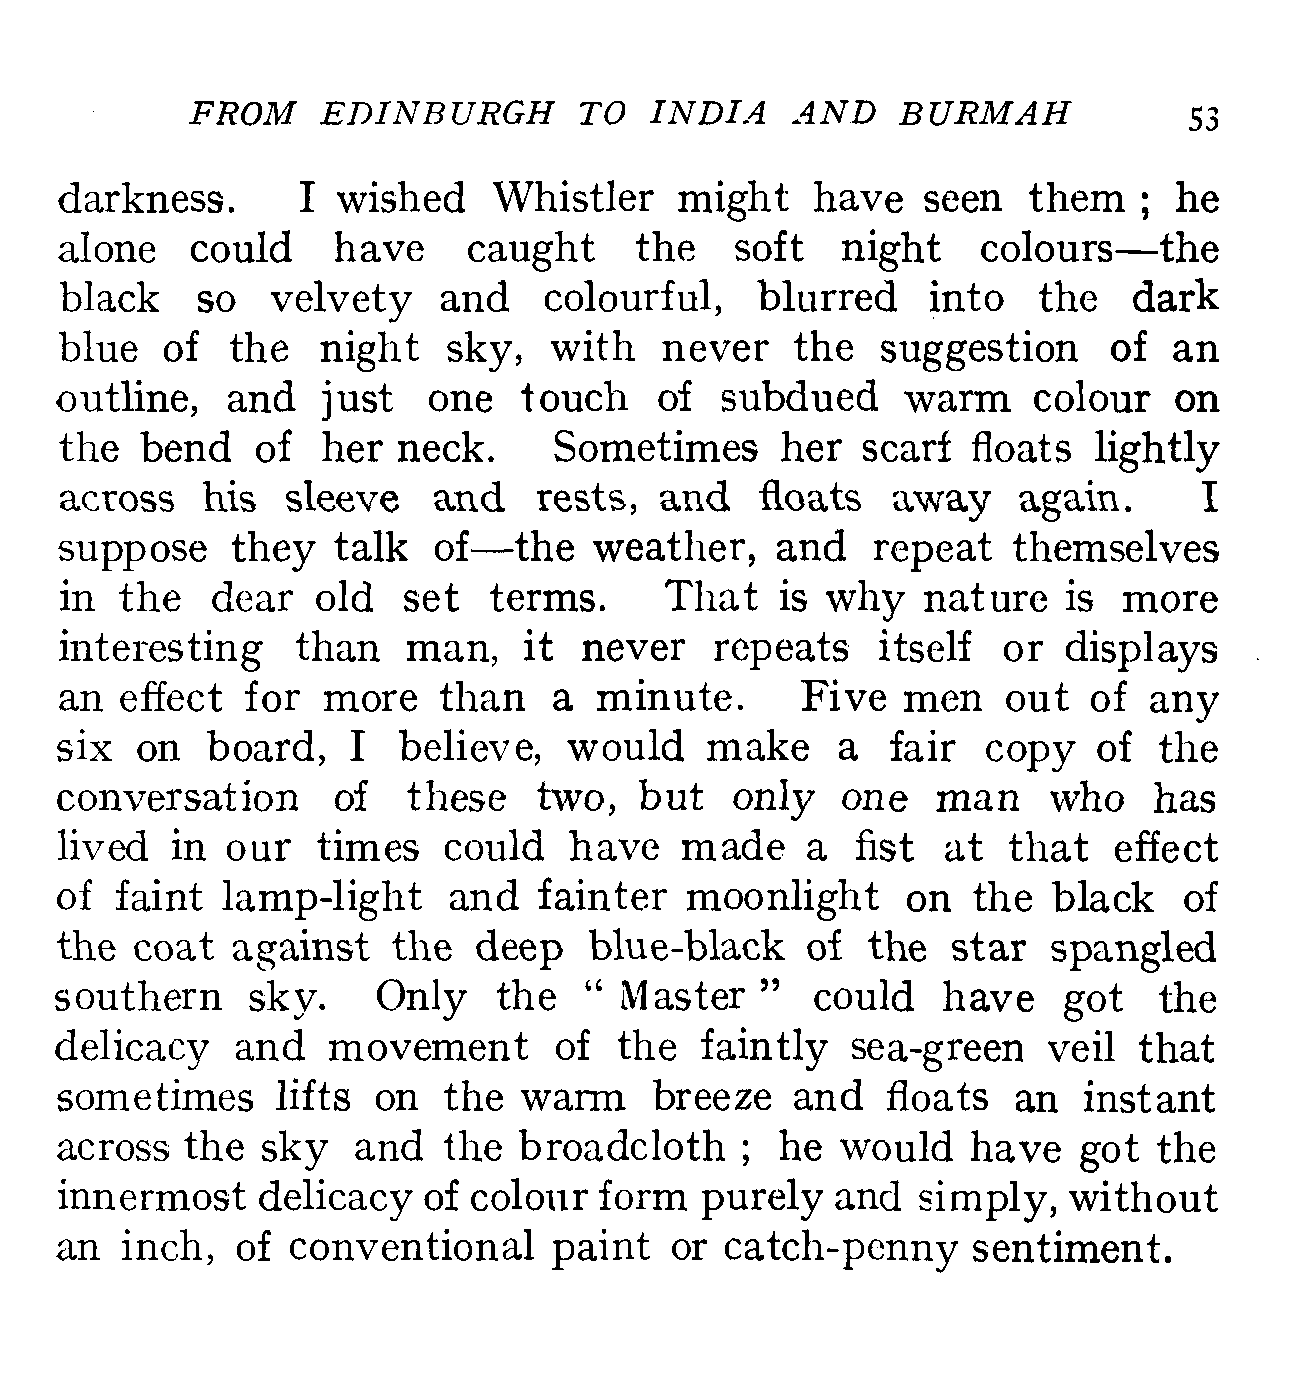 FROM EDINBURGH TO INDIA AND BURMAH 53
darkness. I wished Whistler might have seen them ; he
alone could have caught the soft night colours—the
black so velvety and colourful, blurred into the dark
blue of the night sky, with never the suggestion of an
outline, and just one touch of subdued warm colour on
the bend of her neck. Sometimes her scarf floats lightly
across his sleeve and rests, and floats away again. I
suppose they talk of—the weather, and repeat themselves
in the dear old set terms. That is why nature is more
interesting than man, it never repeats itself or displays
an effect for more than a minute. Five men out of any
six on board, I believe, would make a fair copy of the
conversation of these two, but only one man who has
lived in our times could have made a fist at that effect
of faint lamp-light and fainter moonlight on the black of
the coat against the deep blue-black of the star spangled
southern sky. Only the “ Master ” could have got the
delicacy and movement of the faintly sea-green veil that
sometimes lifts on the warm breeze and floats an instant
across the sky and the broadcloth ; he would have got the
innermost delicacy of colour form purely and simply, without
an inch, of conventional paint or catch-penny sentiment.